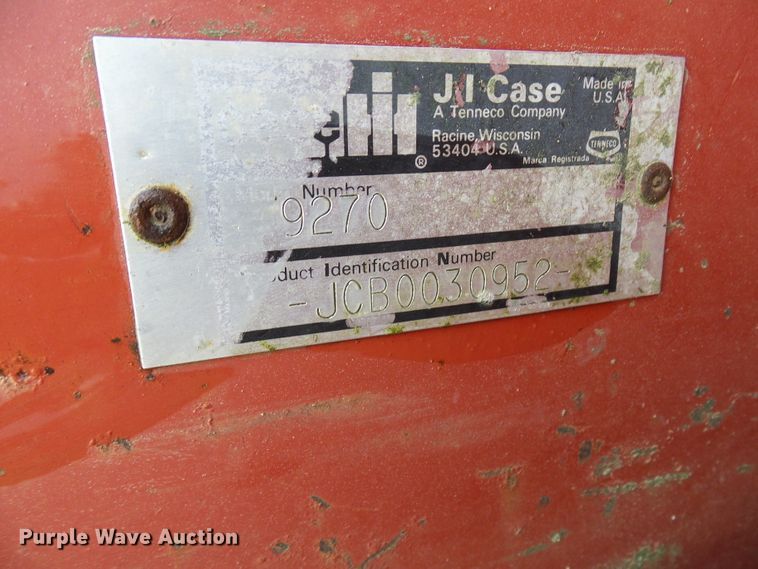 J I Case
A Tenneco Company
Racine, Wisconsin
53404 U.S.A.
Made in
U.S.A.
TENNECO
Marca Registrada
®
Number
9270
Identification Number
-JCB0030952-
Purple Wave Auction®